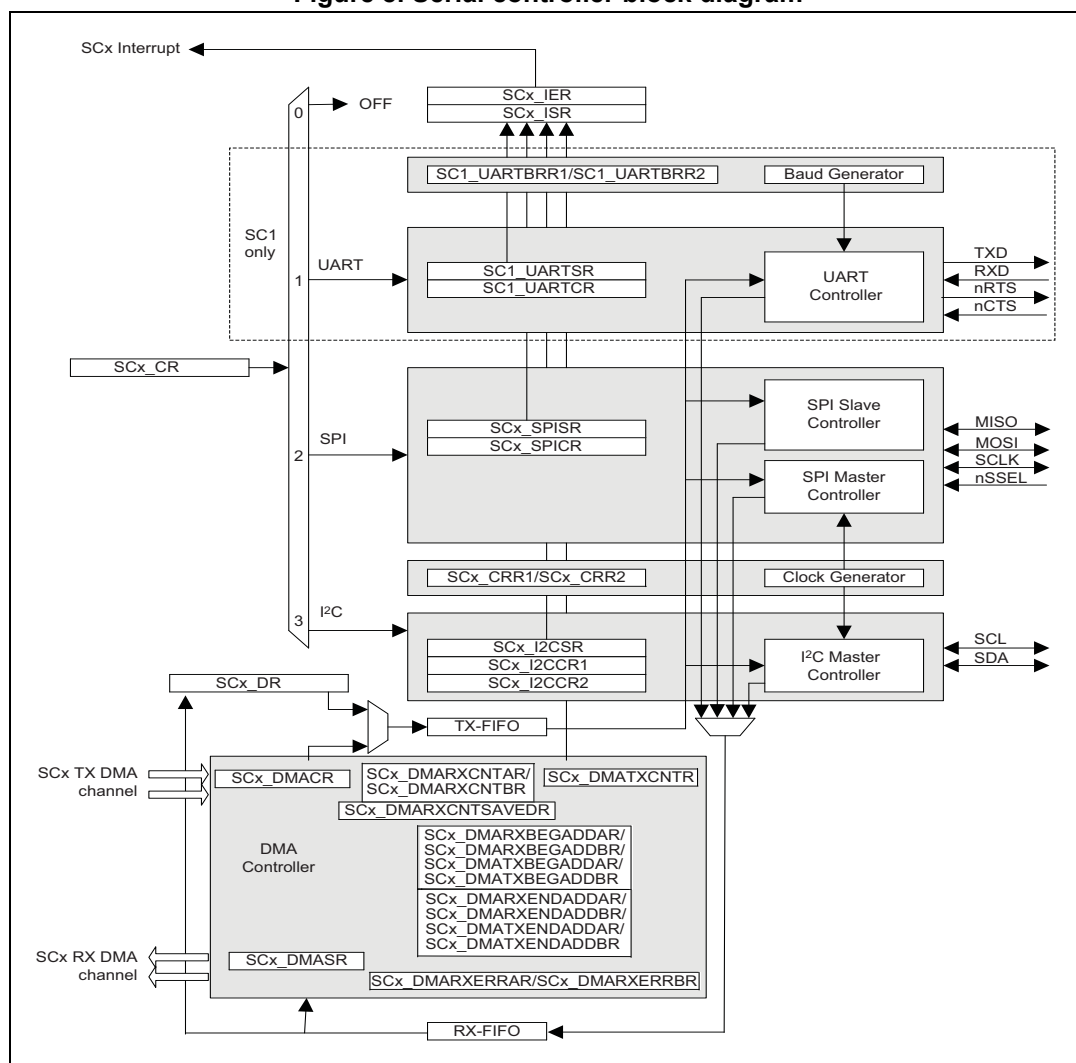 Figure 8. Serial controller block diagram
SCx Interrupt
SCx_IER
SCx_ISR
0
OFF
SC1_UARTBRR1/SC1_UARTBRR2
Baud Generator
SC1
only
1
UART
SC1_UARTSR
SC1_UARTCR
UART
Controller
TXD
RXD
nRTS
nCTS
SCx_CR
2
SPI
SCx_SPISR
SCx_SPICR
SPI Slave
Controller
SPI Master
Controller
MISO
MOSI
SCLK
nSSEL
SCx_CRR1/SCx_CRR2
Clock Generator
3
I²C
SCx_I2CSR
SCx_I2CCR1
SCx_I2CCR2
I²C Master
Controller
SCL
SDA
SCx_DR
TX-FIFO
SCx TX DMA
channel
SCx_DMACR
SCx_DMARXCNTAR/
SCx_DMARXCNTBR
SCx_DMATXCNTR
SCx_DMARXCNTSAVEDR
DMA
Controller
SCx_DMARXBEGADDAR/
SCx_DMARXBEGADDBR/
SCx_DMATXBEGADDAR/
SCx_DMATXBEGADDBR
SCx_DMARXENDADDAR/
SCx_DMARXENDADDBR/
SCx_DMATXENDADDAR/
SCx_DMATXENDADDBR
SCx RX DMA
channel
SCx_DMASR
SCx_DMARXERRAR/SCx_DMARXERRBR
RX-FIFO